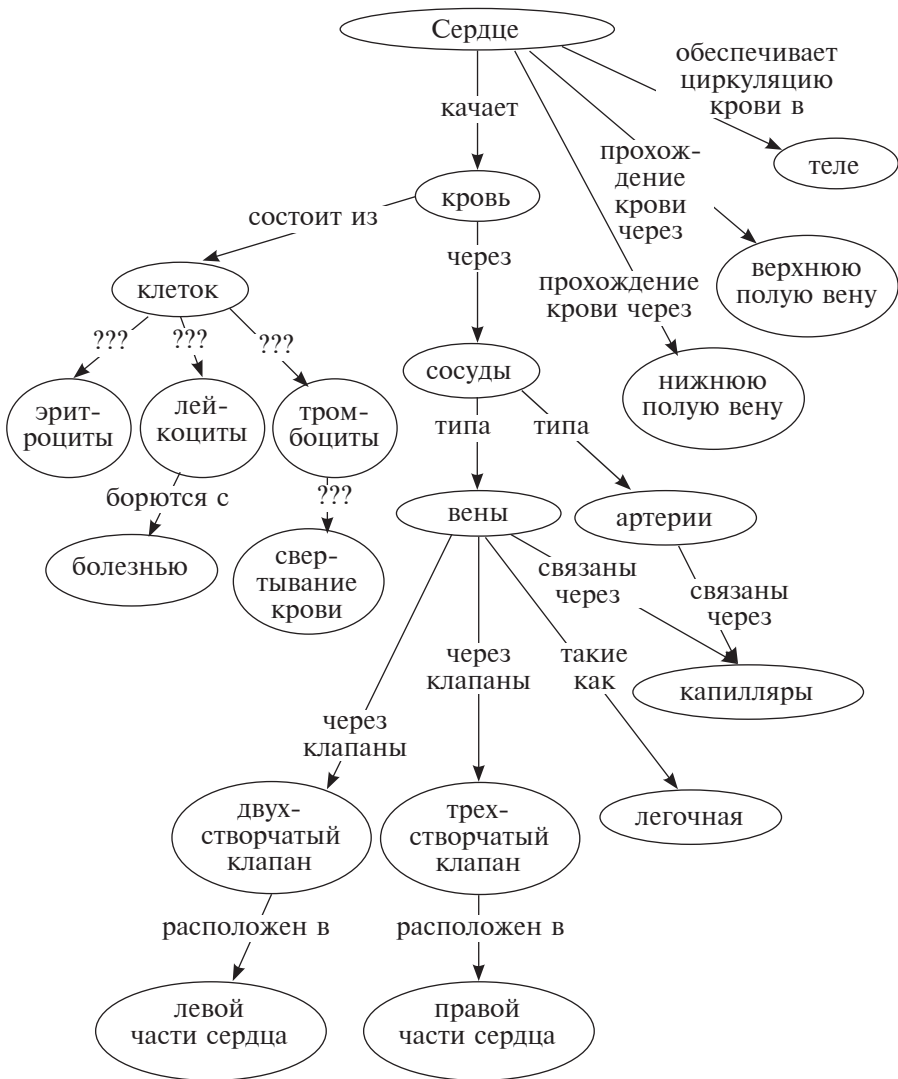 Сердце
обеспечивает
циркуляцию
крови в
теле
качает
прохож-
дение
крови
через
кровь
состоит из
через
верхнюю
полую вену
прохождение
крови через
клеток
???
???
???
сосуды
нижнюю
полую вену
эрит-
роциты
лей-
коциты
тром-
боциты
типа
типа
борются с
???
вены
артерии
болезнью
свер-
тывание
крови
связаны
через
связаны
через
через
клапаны
такие
как
капилляры
через
клапаны
двух-
створчатый
клапан
трех-
створчатый
клапан
легочная
расположен в
расположен в
левой
части сердца
правой
части сердца